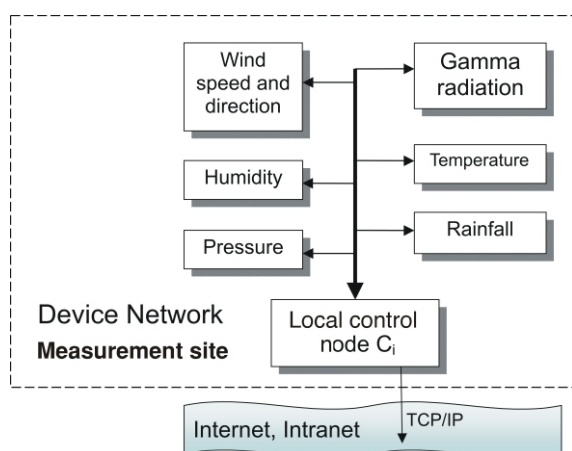 Wind
speed and
direction
Gamma
radiation
Humidity
Temperature
Pressure
Rainfall
Device Network
Measurement site
Local control
node Ci
TCP/IP
Internet, Intranet